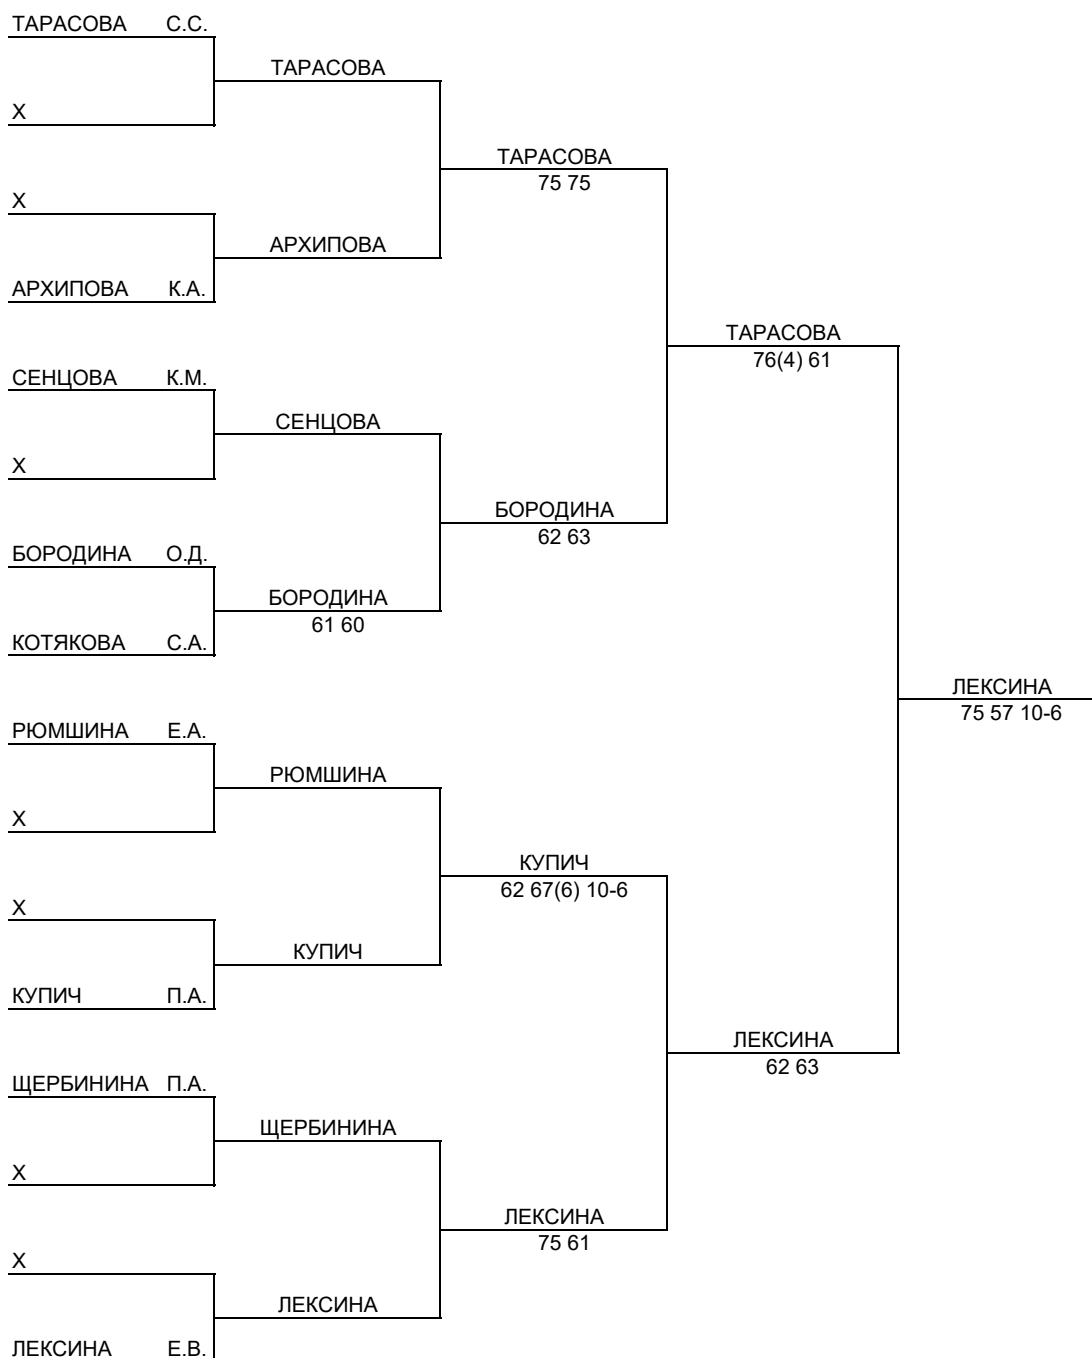 ТАРАСОВА С.С.
ТАРАСОВА
X
ТАРАСОВА
75 75
X
АРХИПОВА
АРХИПОВА К.А.
ТАРАСОВА
76(4) 61
СЕНЦОВА К.М.
СЕНЦОВА
X
БОРОДИНА
62 63
БОРОДИНА О.Д.
БОРОДИНА
61 60
КОТЯКОВА С.А.
ЛЕКСИНА
75 57 10-6
РЮМШИНА Е.А.
РЮМШИНА
X
КУПИЧ
62 67(6) 10-6
X
КУПИЧ
КУПИЧ П.А.
ЛЕКСИНА
62 63
ЩЕРБИНИНА П.А.
ЩЕРБИНИНА
X
ЛЕКСИНА
75 61
X
ЛЕКСИНА
ЛЕКСИНА Е.В.